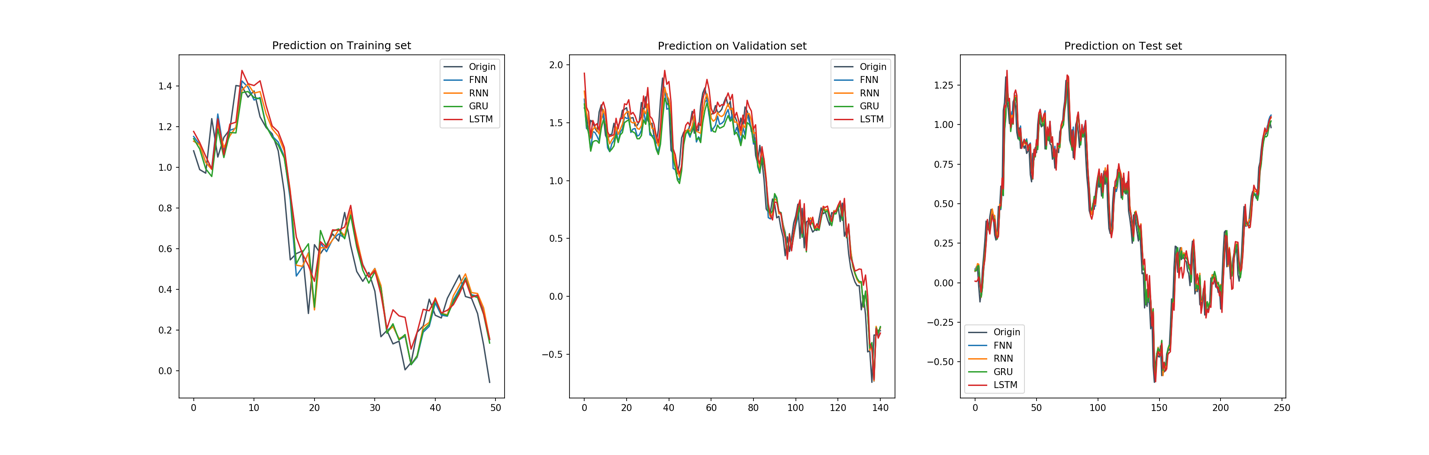 Prediction on Training set
Origin
FNN
RNN
GRU
LSTM
1.4
1.2
1.0
0.8
0.6
0.4
0.2
0.0
0 10 20 30 40 50
Prediction on Validation set
Origin
FNN
RNN
GRU
LSTM
2.0
1.5
1.0
0.5
0.0
−0.5
0 20 40 60 80 100 120 140
Prediction on Test set
1.25
1.00
0.75
0.50
0.25
0.00
−0.25
−0.50
Origin
FNN
RNN
GRU
LSTM
0 50 100 150 200 250